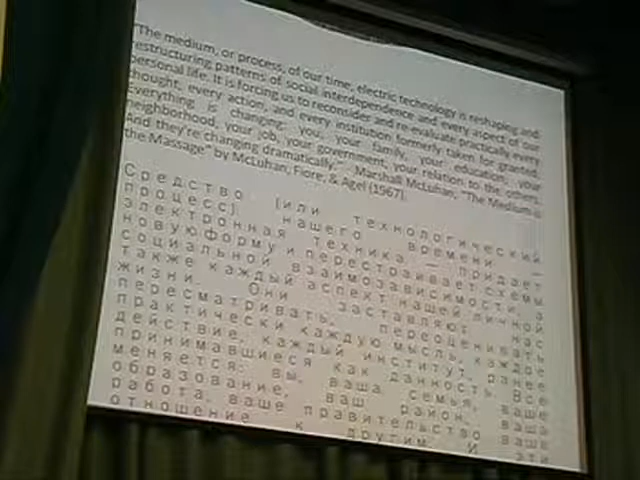 "The medium, or process, of our time, electric technology is reshaping and
restructuring patterns of social interdependence and every aspect of our
personal life. It is forcing us to reconsider and re-evaluate practically every
thought, every action, and every institution formerly taken for granted.
Everything is changing: you, your family, your education, your
neighborhood, your job, your government, your relation to the others.
And they're changing dramatically." Marshall McLuhan, "The Medium is
the Massage" by McLuhan, Fiore, & Agel (1967).
Средство (или технологический
процесс) нашего времени –
электронная техника – придает
новую форму и перестраивает схемы
социальной взаимозависимости, а
также каждый аспект нашей личной
жизни. Они заставляют нас
пересматривать, переоценивать
практически каждую мысль, каждое
действие, каждый институт, ранее
принимавшиеся как данность. Все
меняется: вы, ваша семья, ваше
образование, ваш район, ваша
работа, ваше правительство, ваше
отношение к другим. И эти